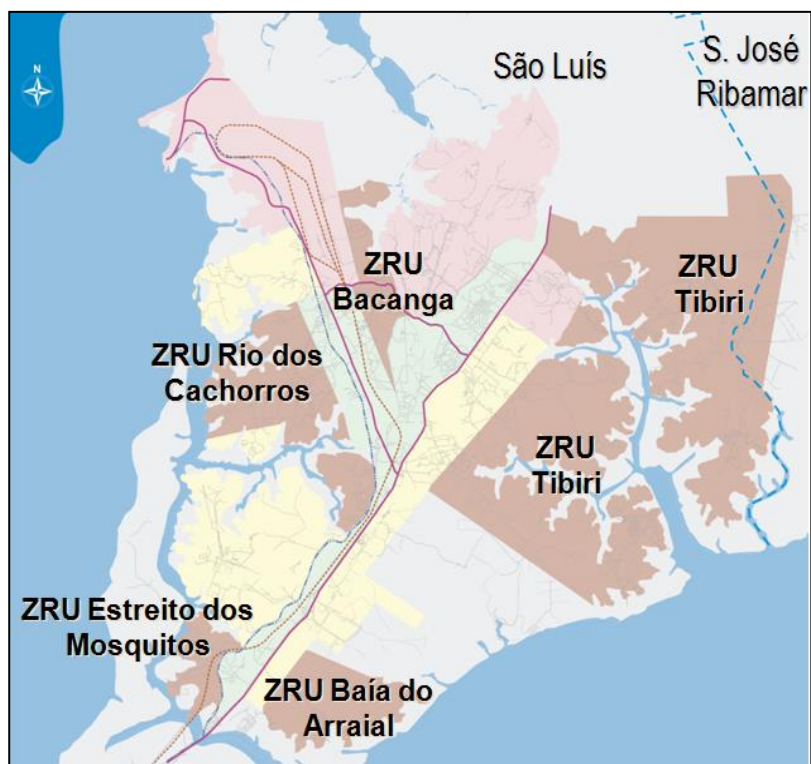 São Luís
S. José
Ribamar
N
ZRU
Bacanga
ZRU
Tibiri
ZRU Rio dos
Cachorros
ZRU
Tibiri
ZRU Estreito dos
Mosquitos
ZRU Baía do
Arraial